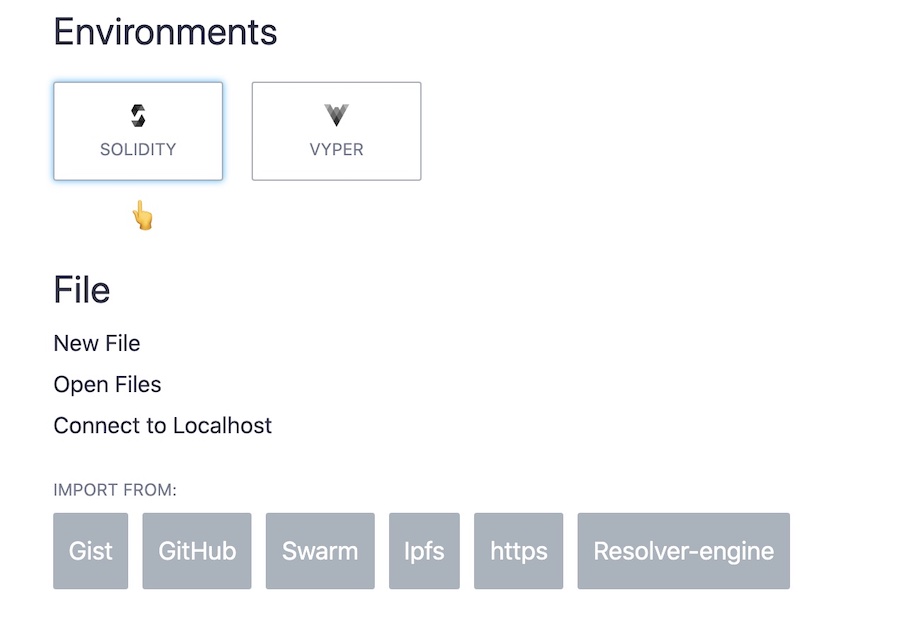 Environments
SOLIDITY VYPER
File
New File
Open Files
Connect to Localhost
IMPORT FROM:
Gist GitHub Swarm Ipfs https Resolver-engine